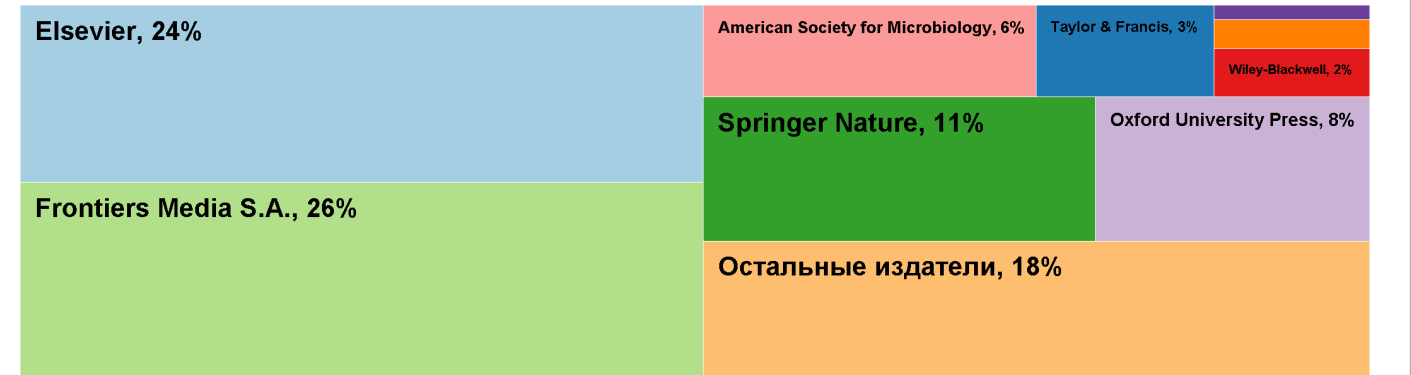 Elsevier, 24%
American Society for Microbiology, 6%
Taylor & Francis, 3%
Wiley-Blackwell, 2%
Springer Nature, 11%
Oxford University Press, 8%
Frontiers Media S.A., 26%
Остальные издатели, 18%